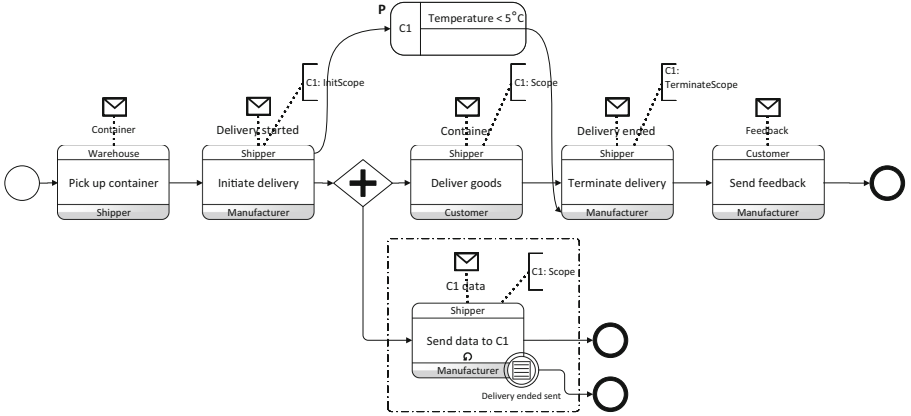 P
C1
Temperature < 5°C
C1: InitScope
C1: Scope
C1:
TerminateScope
Container
Delivery started
Container
Delivery ended
Feedback
Warehouse
Pick up container
Shipper
Shipper
Initiate delivery
Manufacturer
Shipper
Deliver goods
Customer
Shipper
Terminate delivery
Manufacturer
Customer
Send feedback
Manufacturer
C1: Scope
C1 data
Shipper
Send data to C1
Manufacturer
Delivery ended sent